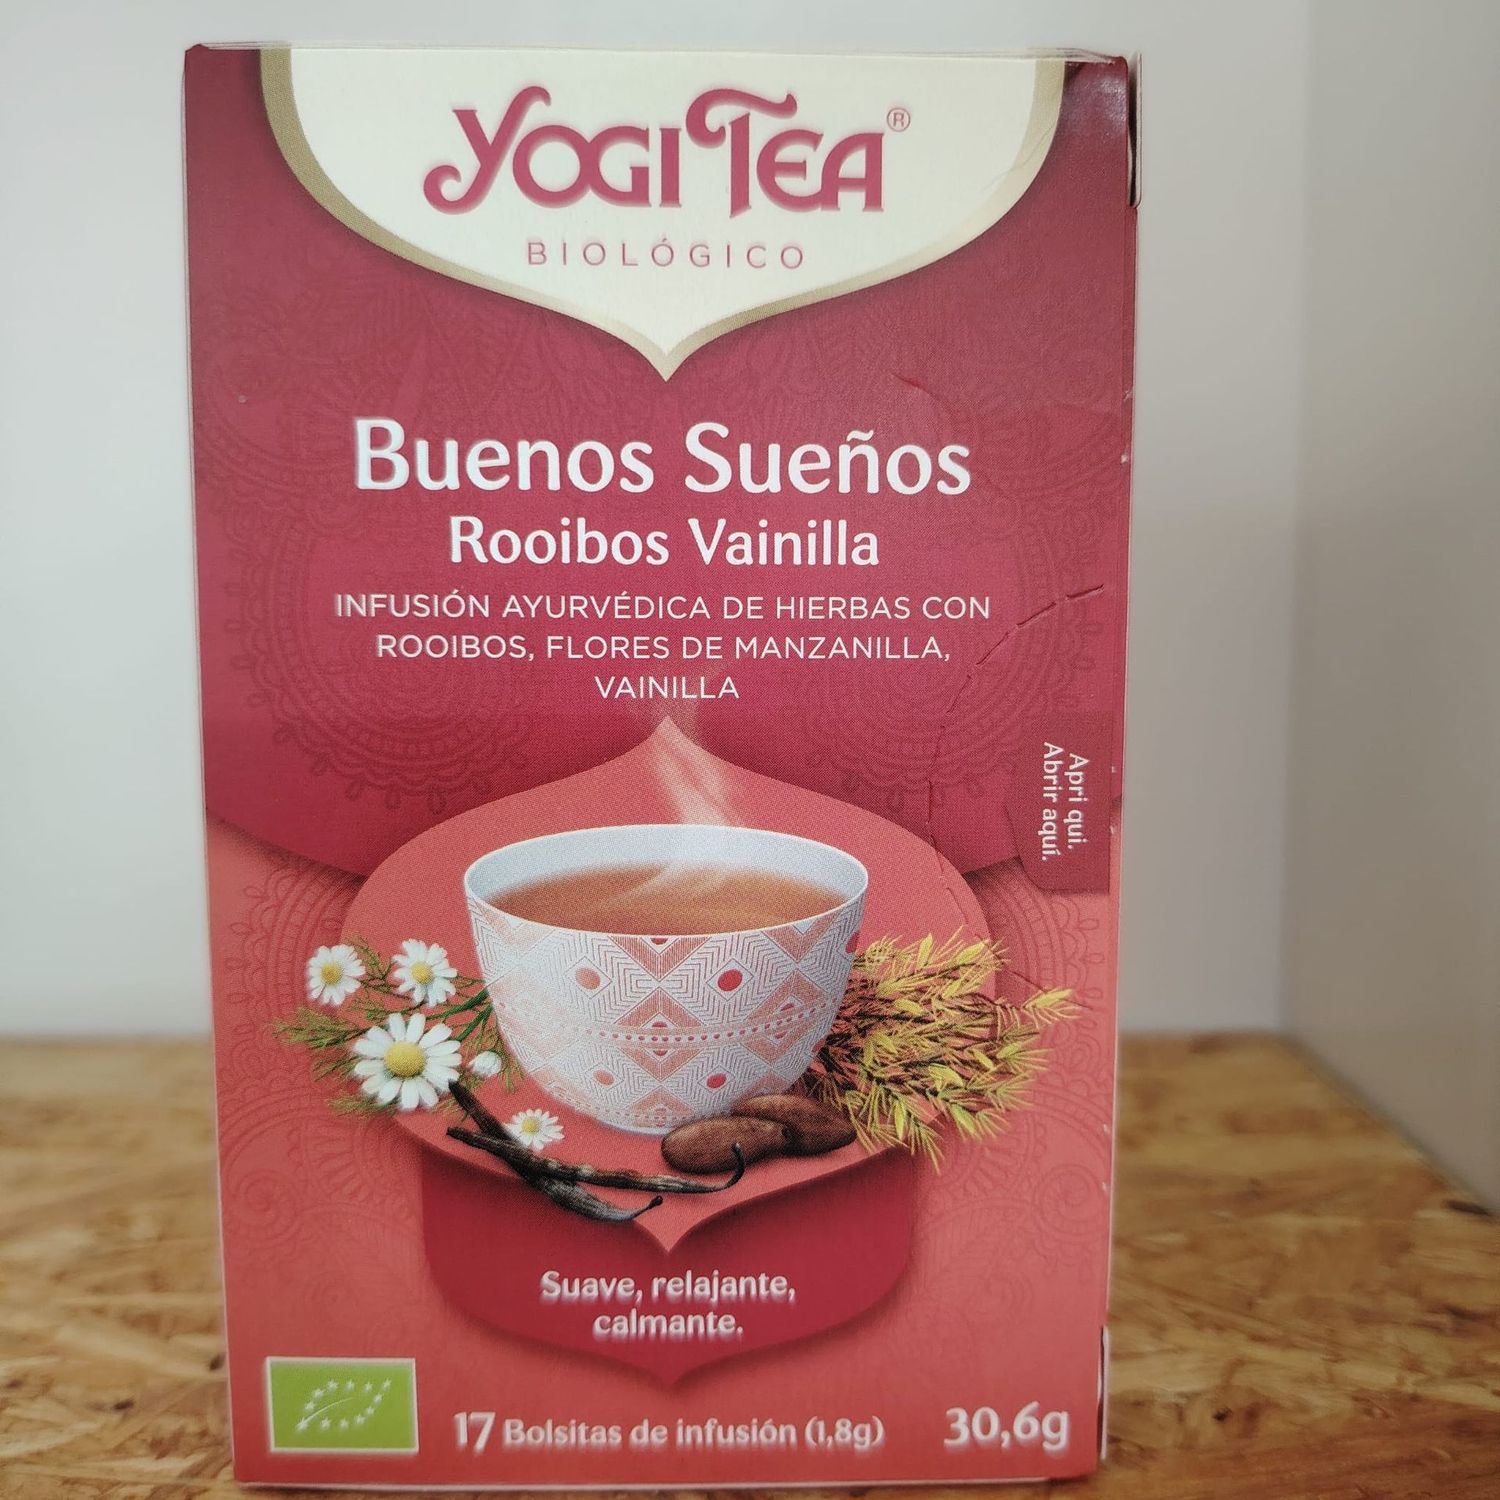 YOGI TEA®
BIOLÓGICO
Buenos Sueños
Rooibos Vainilla
INFUSIÓN AYURVÉDICA DE HIERBAS CON
ROOIBOS, FLORES DE MANZANILLA,
VAINILLA
Apri qui.
Abrir aquí.
Suave, relajante,
calmante.
17 Bolsitas de infusión (1,8g) 30,6g